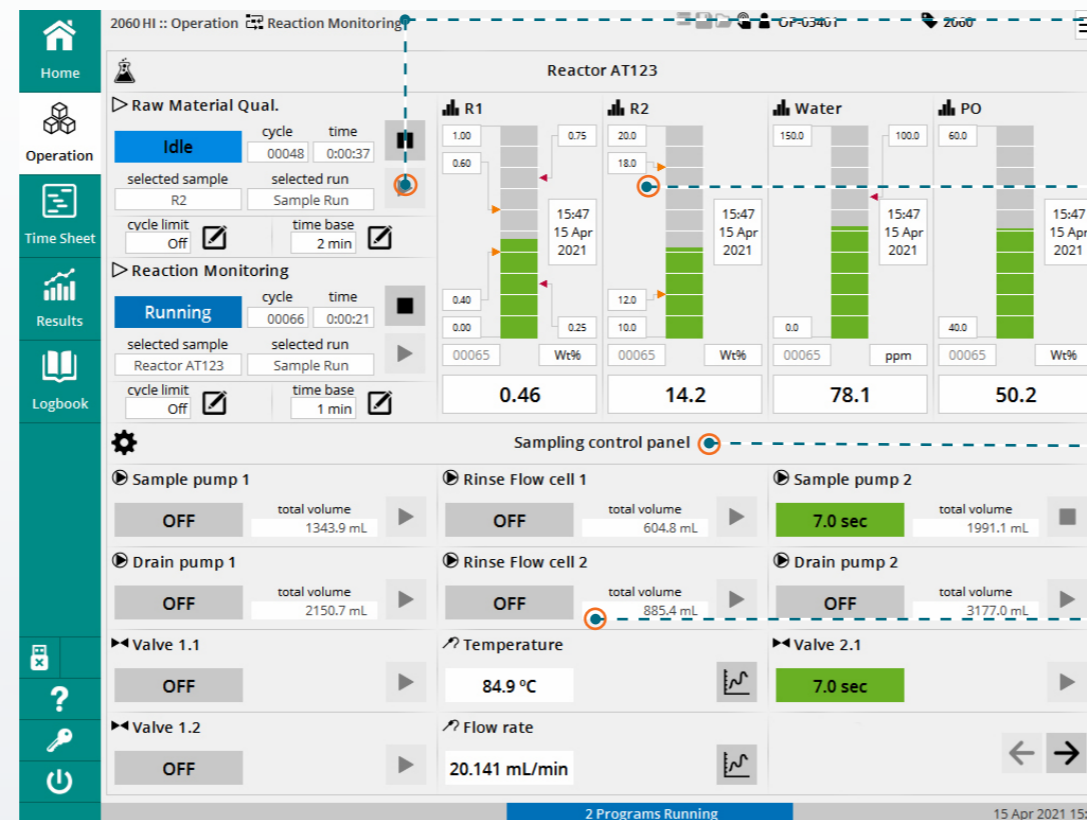 2060 HI :: Operation Reaction Monitoring OP-03401 2060
Home
Operation
Time Sheet
Results
Logbook
Reactor AT123
Raw Material Qual.
Idle
cycle time
00048 0:00:37
selected sample selected run
R2 Sample Run
cycle limit time base
Off 2 min
Reaction Monitoring
Running
cycle time
00066 0:00:21
selected sample selected run
Reactor AT123 Sample Run
cycle limit time base
Off 1 min
R1
1.00 0.75
0.60
15:47
15 Apr
2021
0.40
0.00 0.25
00065 Wt%
0.46
R2
20.0
18.0
15:47
15 Apr
2021
12.0
10.0
00065 Wt%
14.2
Water
150.0 100.0
15:47
15 Apr
2021
0.0
00065 ppm
78.1
PO
60.0
15:47
15 Apr
2021
40.0
00065 Wt%
50.2
Sampling control panel
Sample pump 1
OFF
total volume
1343.9 mL
Rinse Flow cell 1
OFF
total volume
604.8 mL
Sample pump 2
7.0 sec
total volume
1991.1 mL
Drain pump 1
OFF
total volume
2150.7 mL
Rinse Flow cell 2
OFF
total volume
885.4 mL
Drain pump 2
OFF
total volume
3177.0 mL
Valve 1.1
OFF
Temperature
84.9 ºC
Valve 2.1
7.0 sec
Valve 1.2
OFF
Flow rate
20.141 mL/min
2 Programs Running
15 Apr 2021 15: